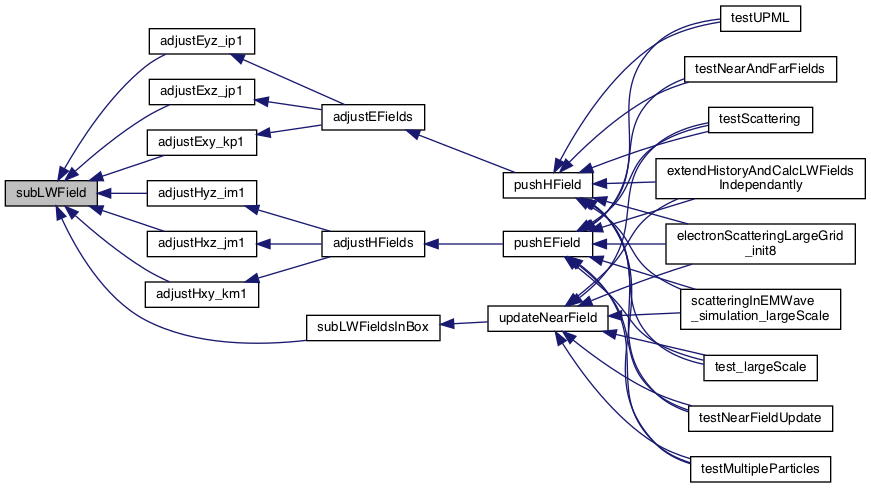 subLWField
adjustEyz_ip1
adjustExz_jp1
adjustExy_kp1
adjustHyz_im1
adjustHxz_jm1
adjustHxy_km1
subLWFieldsInBox
adjustEFields
adjustHFields
pushHField
pushEField
updateNearField
testUPML
testNearAndFarFields
testScattering
extendHistoryAndCalcLWFields
Independantly
electronScatteringLargeGrid
_init8
scatteringInEMWave
_simulation_largeScale
test_largeScale
testNearFieldUpdate
testMultipleParticles